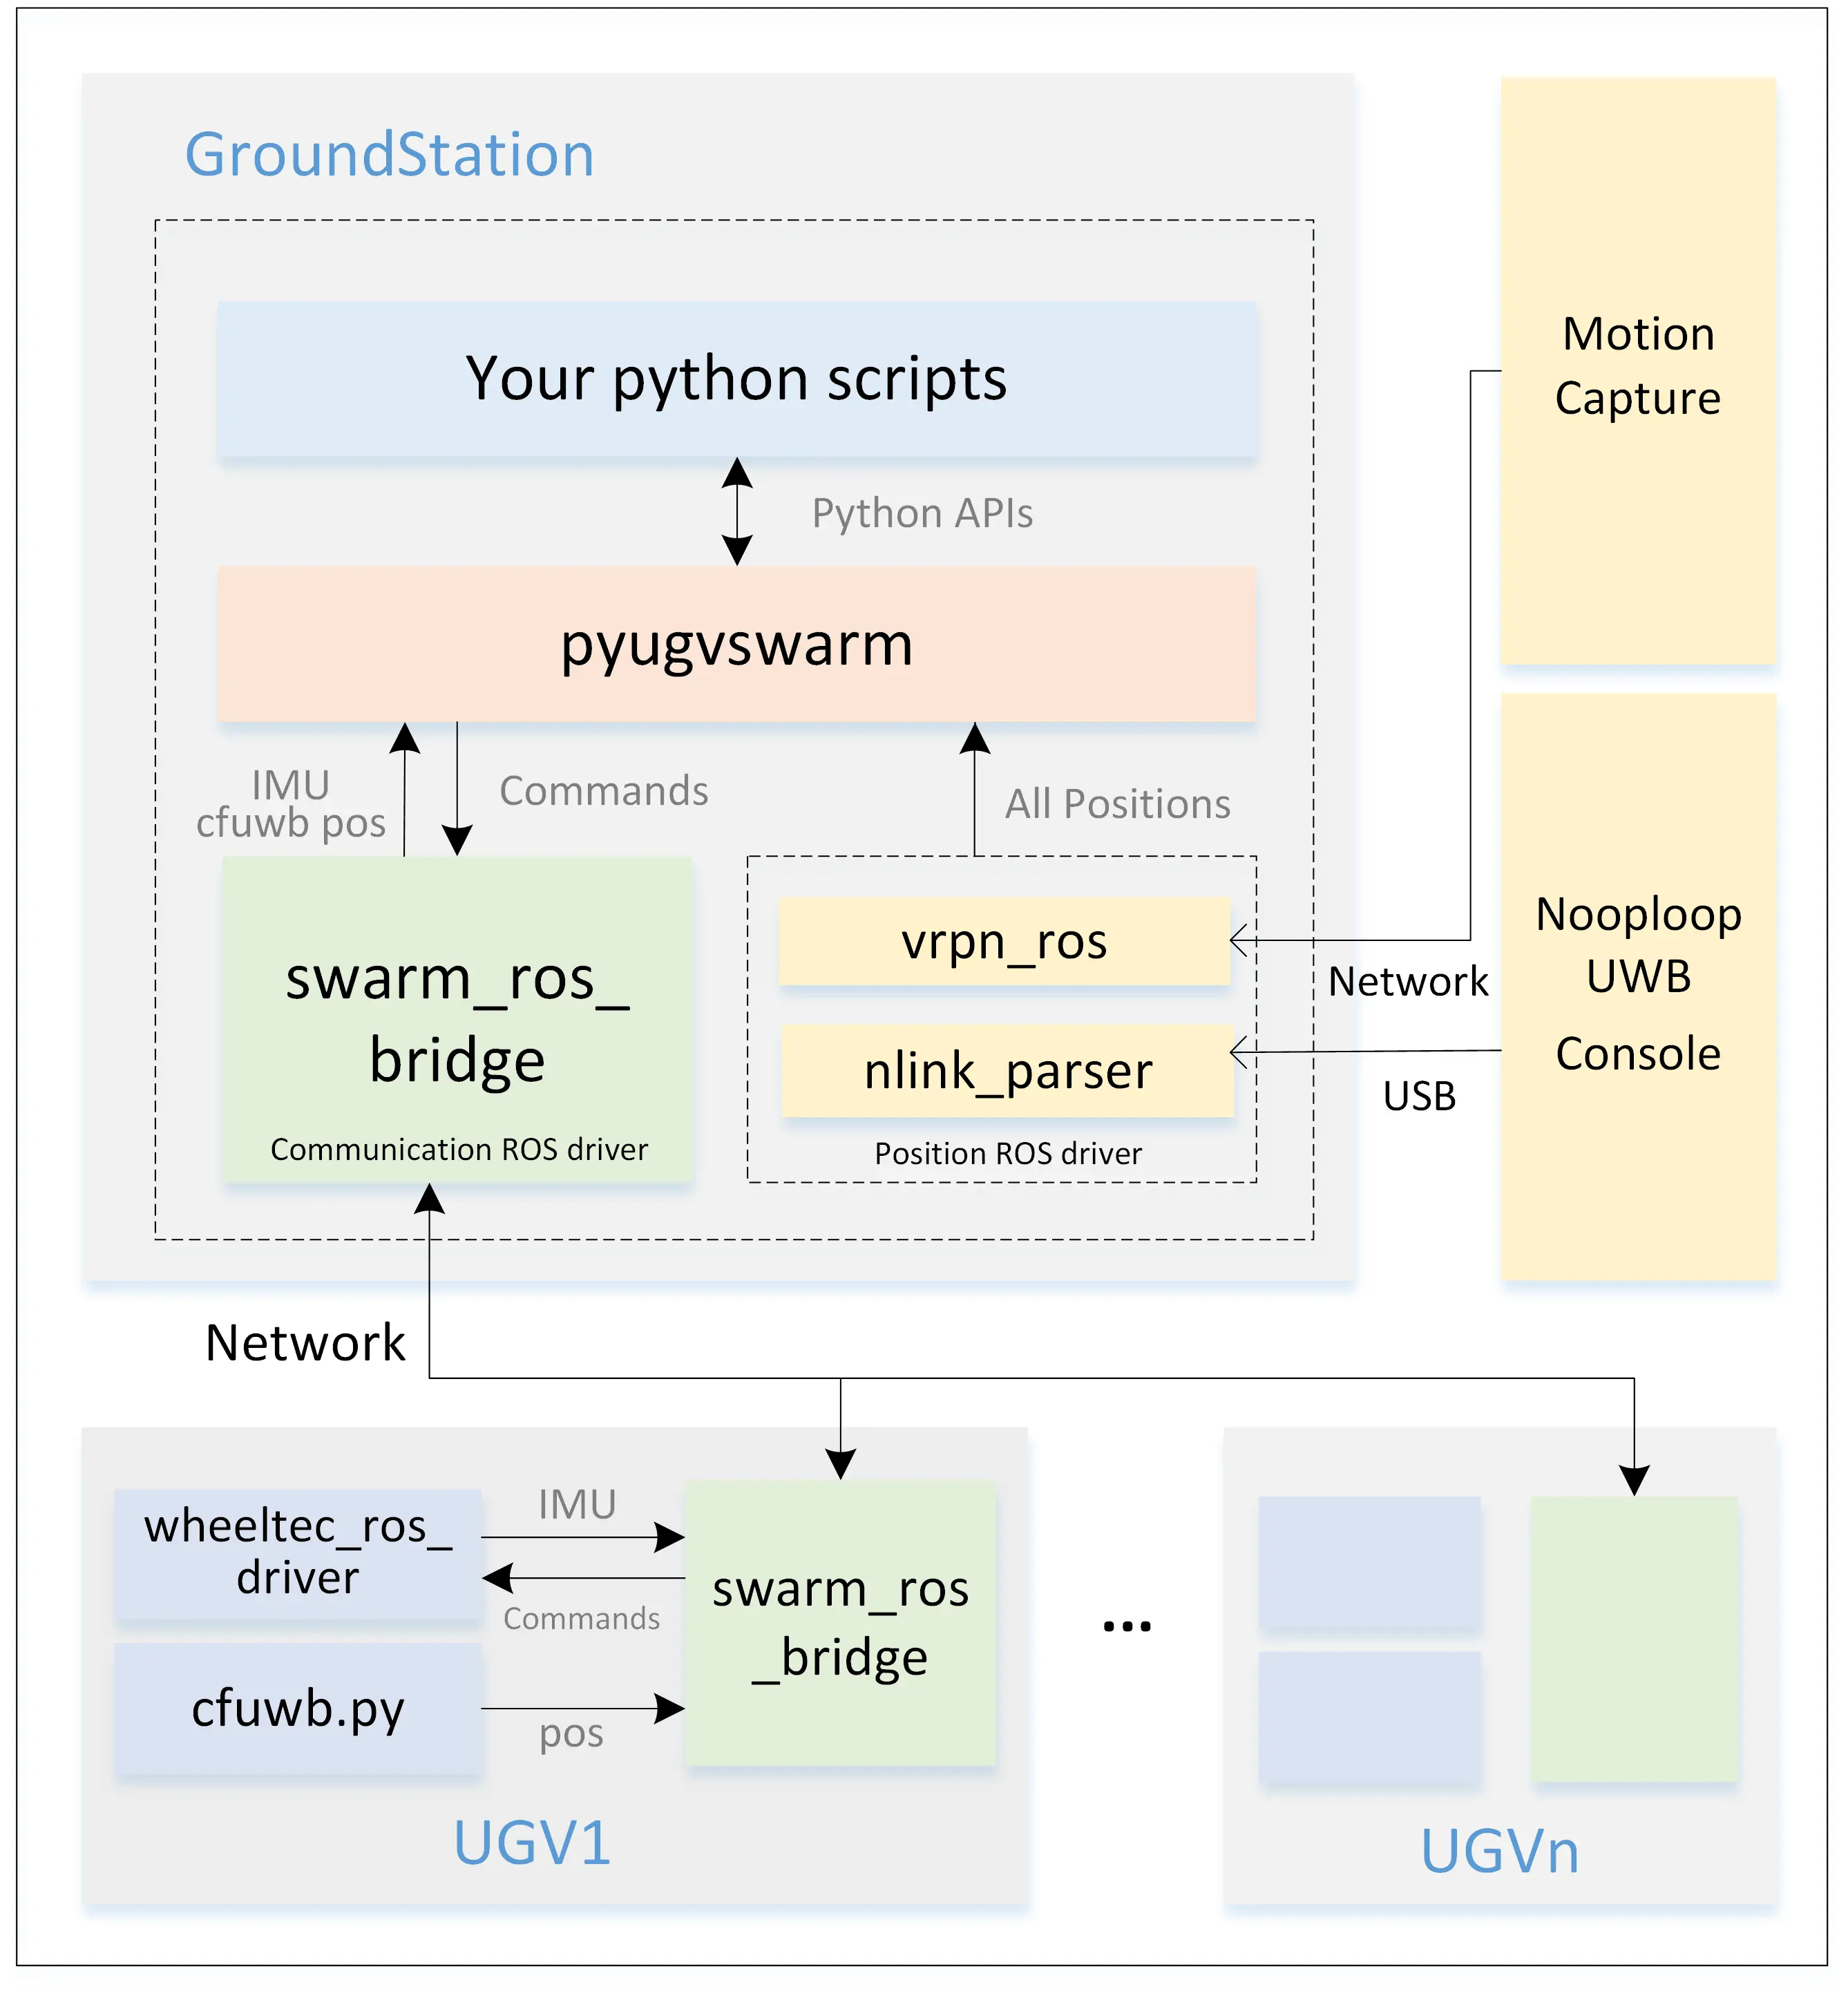 GroundStation
Your python scripts
Python APIs
pyugvswarm
IMU
cfuwb pos
Commands
All Positions
swarm_ros_
bridge
Communication ROS driver
vrpn_ros
nlink_parser
Position ROS driver
Motion
Capture
Network
Nooploop
UWB
Console
USB
Network
wheeltec_ros_
driver
IMU
Commands
cfuwb.py
pos
swarm_ros
_bridge
UGV1
...
UGVn